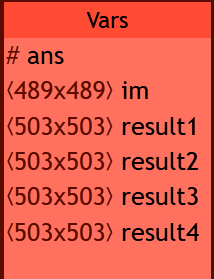 Vars
# ans
⟨489x489⟩ im
⟨503x503⟩ result1
⟨503x503⟩ result2
⟨503x503⟩ result3
⟨503x503⟩ result4